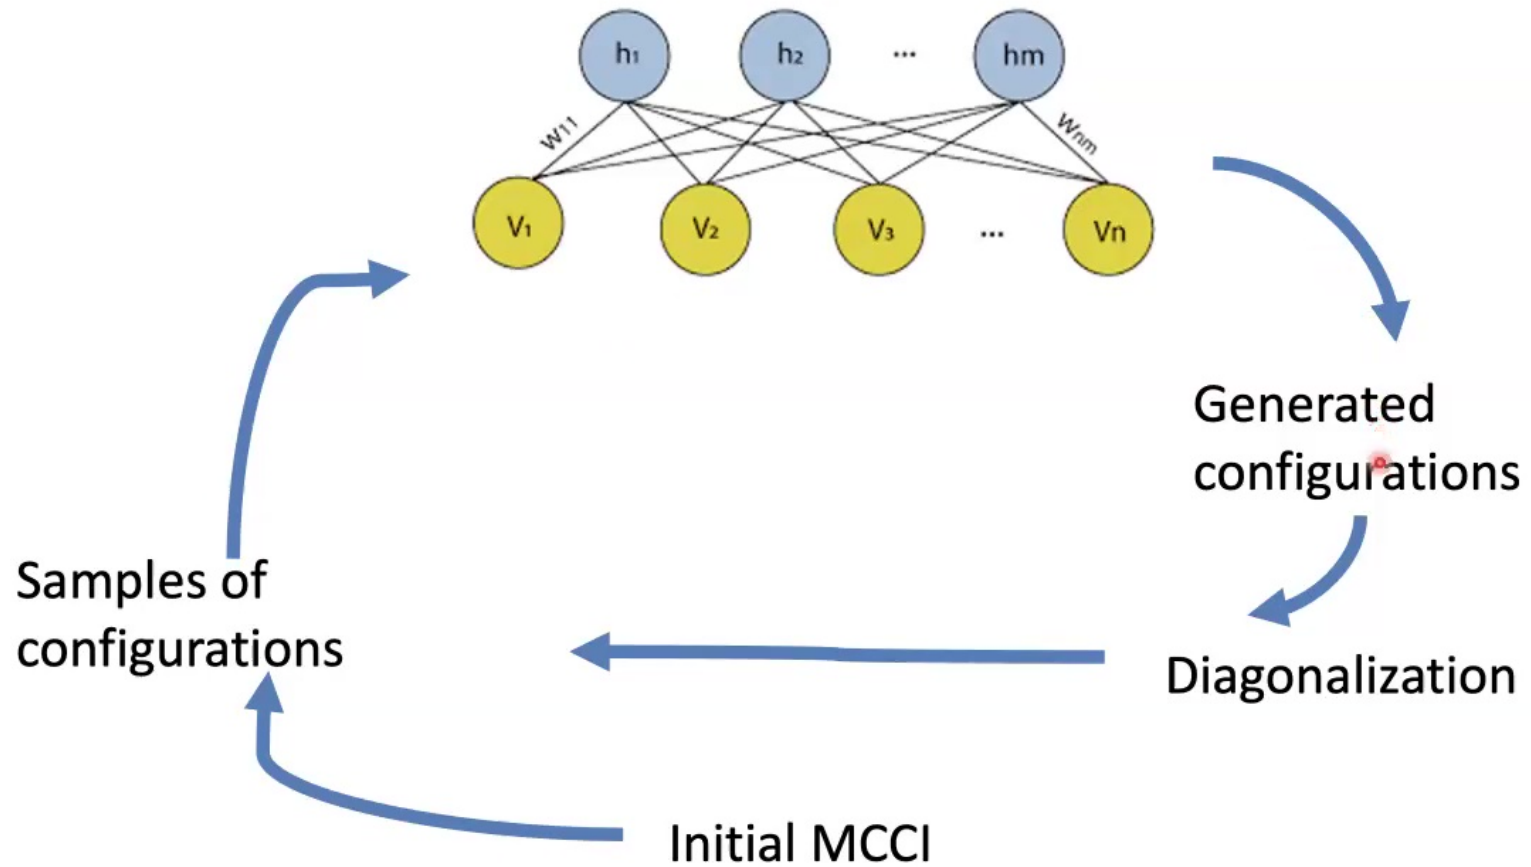 h1 h2 ... hm
W11 Wnm
V1 V2 V3 ... Vn
Generated
configurations
Samples of
configurations
Diagonalization
Initial MCCI